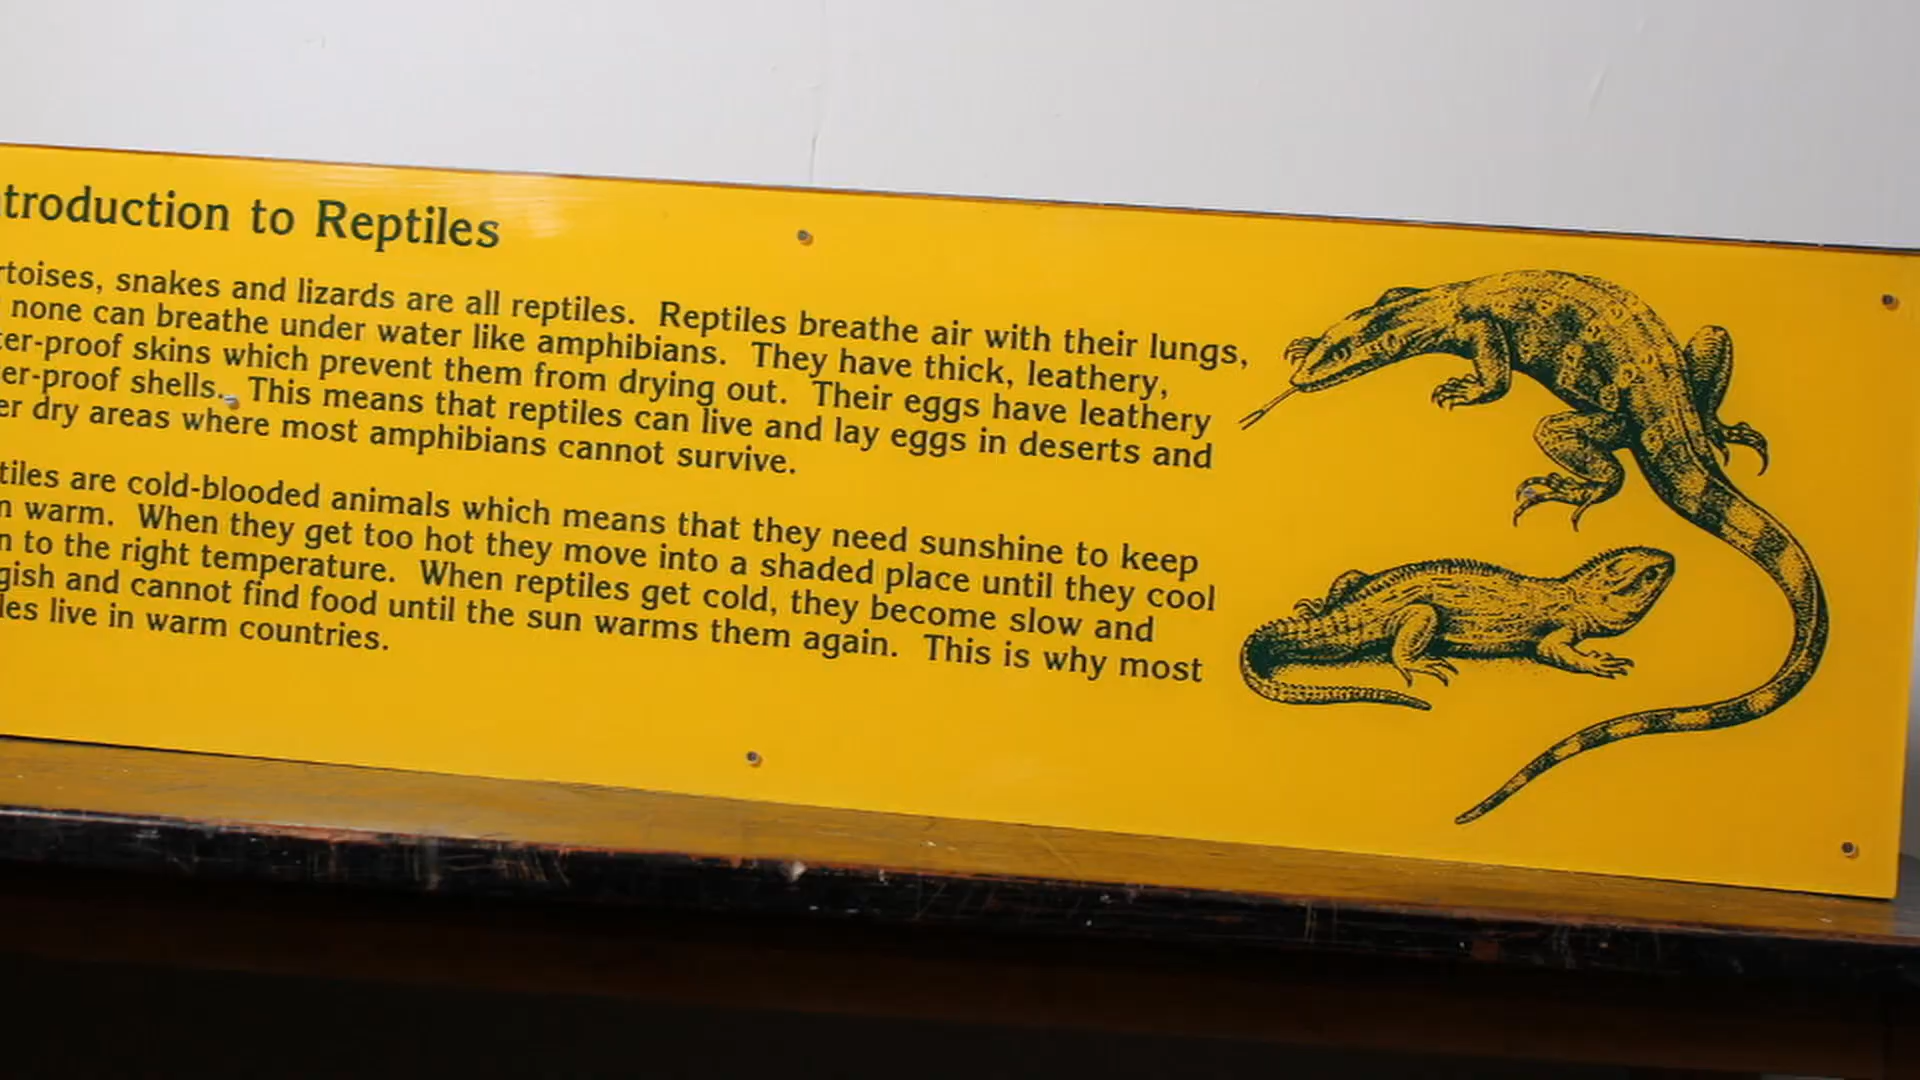 troduction to Reptiles
rtoises, snakes and lizards are all reptiles. Reptiles breathe air with their lungs,
none can breathe under water like amphibians. They have thick, leathery,
er-proof skins which prevent them from drying out. Their eggs have leathery
er-proof shells. This means that reptiles can live and lay eggs in deserts and
er dry areas where most amphibians cannot survive.
tiles are cold-blooded animals which means that they need sunshine to keep
n warm. When they get too hot they move into a shaded place until they cool
n to the right temperature. When reptiles get cold, they become slow and
gish and cannot find food until the sun warms them again. This is why most
les live in warm countries.